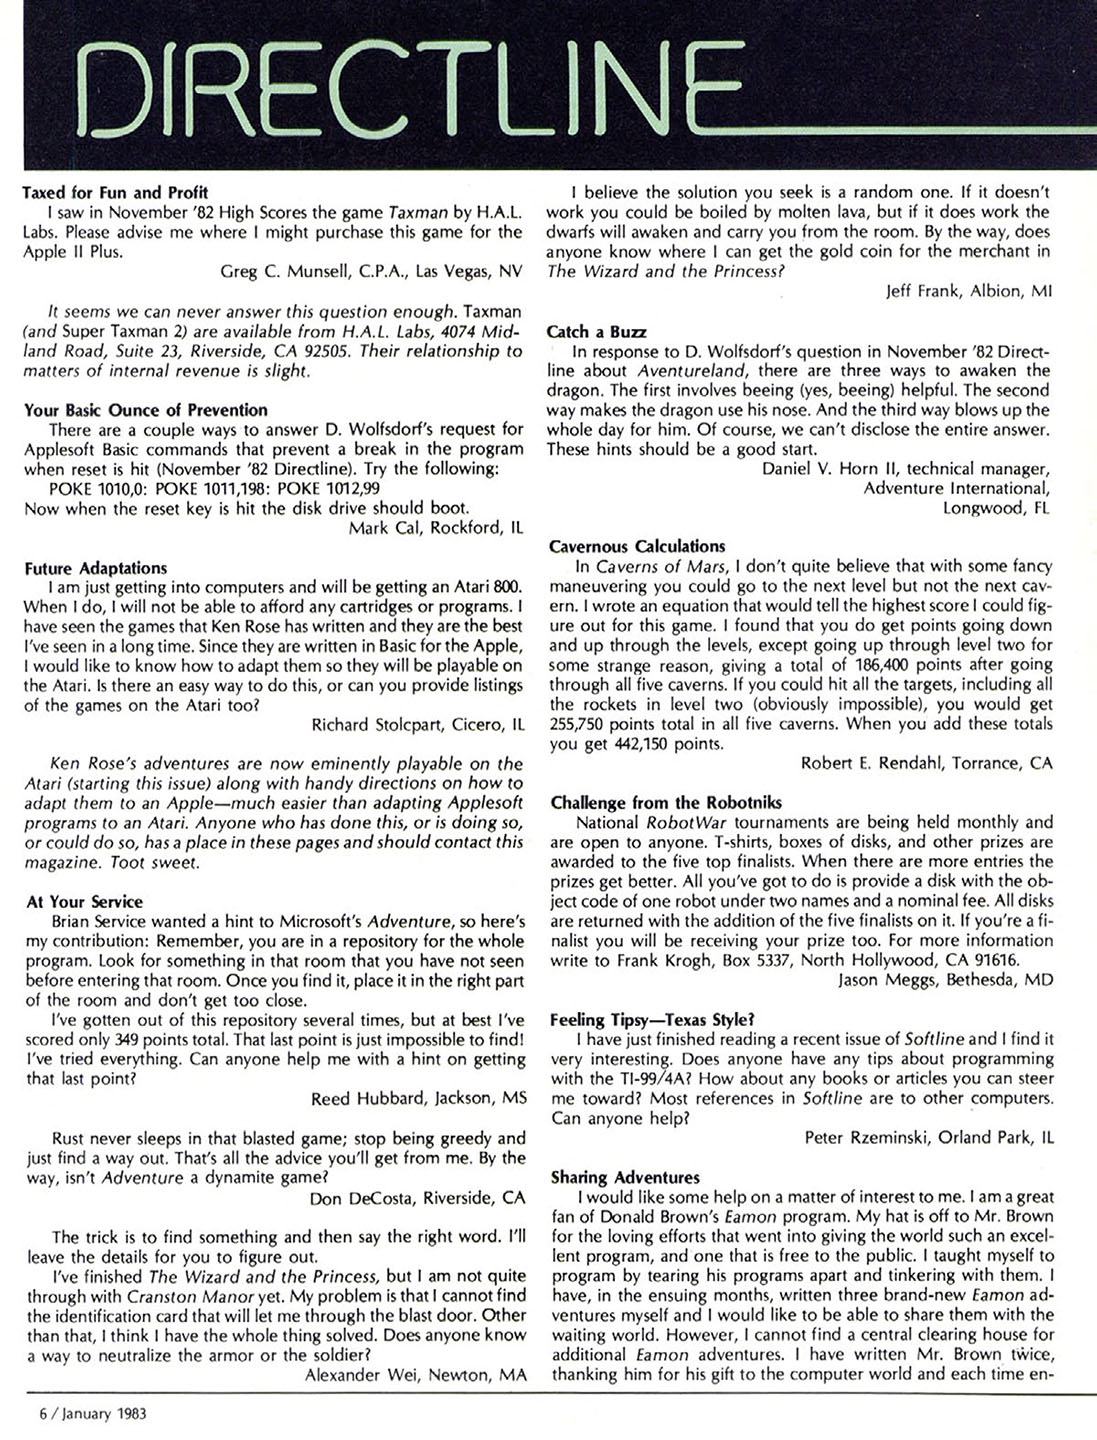 DIRECTLINE
Taxed for Fun and Profit
I saw in November '82 High Scores the game Taxman by H.A.L.
Labs. Please advise me where I might purchase this game for the
Apple II Plus.
Greg C. Munsell, C.P.A., Las Vegas, NV
It seems we can never answer this question enough. Taxman
(and Super Taxman 2) are available from H.A.L. Labs, 4074 Mid-
land Road, Suite 23, Riverside, CA 92505. Their relationship to
matters of internal revenue is slight.
Your Basic Ounce of Prevention
There are a couple ways to answer D. Wolfsdorf's request for
Applesoft Basic commands that prevent a break in the program
when reset is hit (November '82 Directline). Try the following:
POKE 1010,0: POKE 1011,198: POKE 1012,99
Now when the reset key is hit the disk drive should boot.
Mark Cal, Rockford, IL
Future Adaptations
I am just getting into computers and will be getting an Atari 800.
When I do, I will not be able to afford any cartridges or programs. I
have seen the games that Ken Rose has written and they are the best
I've seen in a long time. Since they are written in Basic for the Apple,
I would like to know how to adapt them so they will be playable on
the Atari. Is there an easy way to do this, or can you provide listings
of the games on the Atari too?
Richard Stolcpart, Cicero, IL
Ken Rose's adventures are now eminently playable on the
Atari (starting this issue) along with handy directions on how to
adapt them to an Apple—much easier than adapting Applesoft
programs to an Atari. Anyone who has done this, or is doing so,
or could do so, has a place in these pages and should contact this
magazine. Toot sweet.
At Your Service
Brian Service wanted a hint to Microsoft's Adventure, so here's
my contribution: Remember, you are in a repository for the whole
program. Look for something in that room that you have not seen
before entering that room. Once you find it, place it in the right part
of the room and don't get too close.
I've gotten out of this repository several times, but at best I've
scored only 349 points total. That last point is just impossible to find!
I've tried everything. Can anyone help me with a hint on getting
that last point?
Reed Hubbard, Jackson, MS
Rust never sleeps in that blasted game; stop being greedy and
just find a way out. That's all the advice you'll get from me. By the
way, isn't Adventure a dynamite game?
Don DeCosta, Riverside, CA
The trick is to find something and then say the right word. I'll
leave the details for you to figure out.
I've finished The Wizard and the Princess, but I am not quite
through with Cranston Manor yet. My problem is that I cannot find
the identification card that will let me through the blast door. Other
than that, I think I have the whole thing solved. Does anyone know
a way to neutralize the armor or the soldier?
Alexander Wei, Newton, MA
I believe the solution you seek is a random one. If it doesn't
work you could be boiled by molten lava, but if it does work the
dwarfs will awaken and carry you from the room. By the way, does
anyone know where I can get the gold coin for the merchant in
The Wizard and the Princess?
Jeff Frank, Albion, MI
Catch a Buzz
In response to D. Wolfsdorf's question in November '82 Direct-
line about Aventureland, there are three ways to awaken the
dragon. The first involves beeing (yes, beeing) helpful. The second
way makes the dragon use his nose. And the third way blows up the
whole day for him. Of course, we can't disclose the entire answer.
These hints should be a good start.
Daniel V. Horn II, technical manager,
Adventure International,
Longwood, FL
Cavernous Calculations
In Caverns of Mars, I don't quite believe that with some fancy
maneuvering you could go to the next level but not the next cav-
ern. I wrote an equation that would tell the highest score I could fig-
ure out for this game. I found that you do get points going down
and up through the levels, except going up through level two for
some strange reason, giving a total of 186,400 points after going
through all five caverns. If you could hit all the targets, including all
the rockets in level two (obviously impossible), you would get
255,750 points total in all five caverns. When you add these totals
you get 442,150 points.
Robert E. Rendahl, Torrance, CA
Challenge from the Robotniks
National RobotWar tournaments are being held monthly and
are open to anyone. T-shirts, boxes of disks, and other prizes are
awarded to the five top finalists. When there are more entries the
prizes get better. All you've got to do is provide a disk with the ob-
ject code of one robot under two names and a nominal fee. All disks
are returned with the addition of the five finalists on it. If you're a fi-
nalist you will be receiving your prize too. For more information
write to Frank Krogh, Box 5337, North Hollywood, CA 91616.
Jason Meggs, Bethesda, MD
Feeling Tipsy—Texas Style?
I have just finished reading a recent issue of Softline and I find it
very interesting. Does anyone have any tips about programming
with the TI-99/4A? How about any books or articles you can steer
me toward? Most references in Softline are to other computers.
Can anyone help?
Peter Rzeminski, Orland Park, IL
Sharing Adventures
I would like some help on a matter of interest to me. I am a great
fan of Donald Brown's Eamon program. My hat is off to Mr. Brown
for the loving efforts that went into giving the world such an excel-
lent program, and one that is free to the public. I taught myself to
program by tearing his programs apart and tinkering with them. I
have, in the ensuing months, written three brand-new Eamon ad-
ventures myself and I would like to be able to share them with the
waiting world. However, I cannot find a central clearing house for
additional Eamon adventures. I have written Mr. Brown twice,
thanking him for his gift to the computer world and each time en-
6 / January 1983